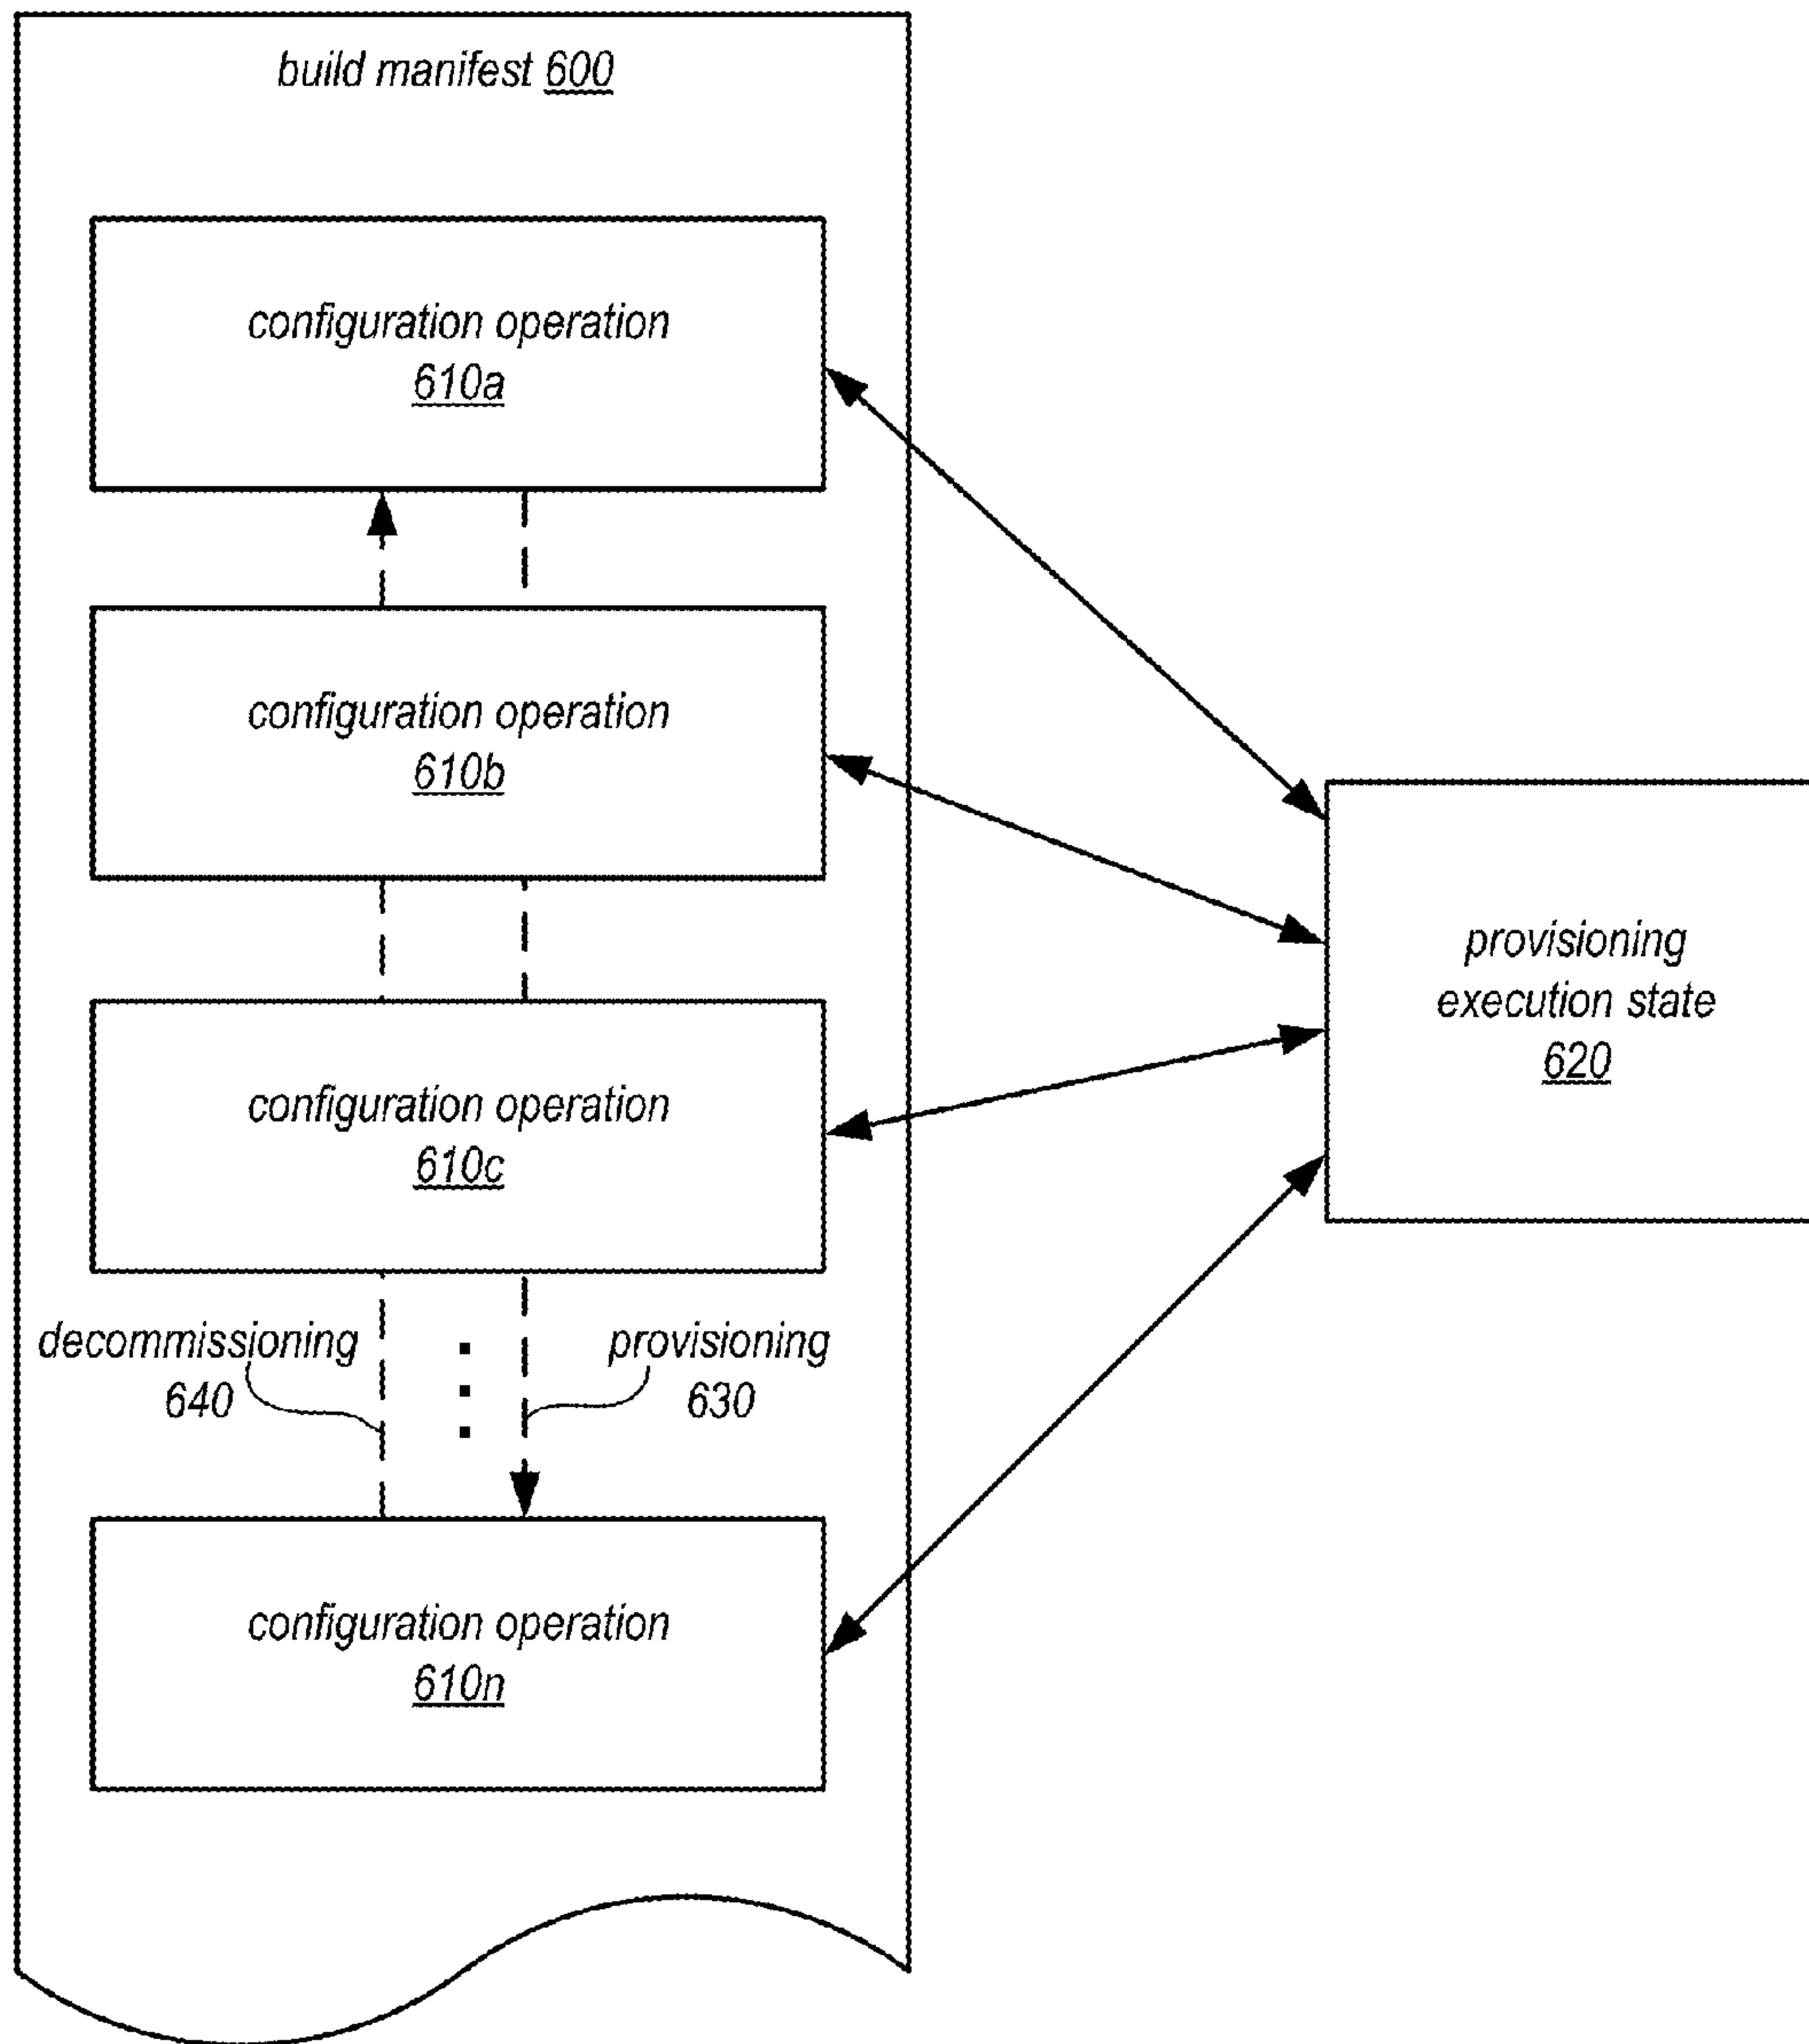 build manifest 600
configuration operation
610a
configuration operation
610b
configuration operation
610c
decommissioning
640
provisioning
630
configuration operation
610n
provisioning
execution state
620